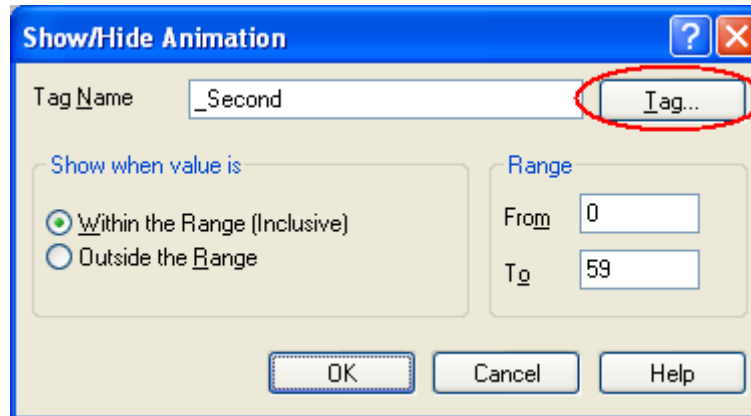 Show/Hide Animation
Tag Name _Second Tag...
Show when value is
Within the Range (Inclusive)
Outside the Range
Range
From 0
To 59
OK Cancel Help